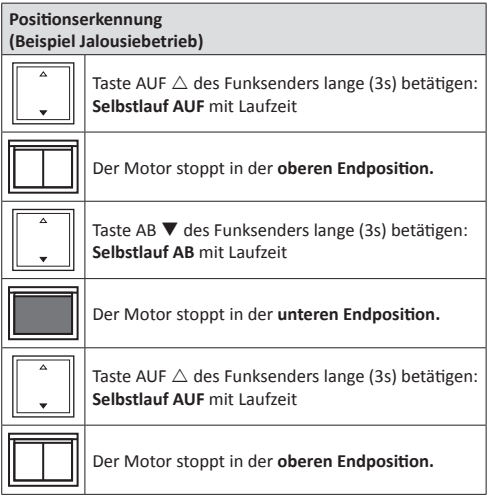 Positionserkennung
(Beispiel Jalousiebetrieb)
Taste AUF △ des Funksenders lange (3s) betätigen:
Selbstlauf AUF mit Laufzeit
Der Motor stoppt in der oberen Endposition.
Taste AB ▼ des Funksenders lange (3s) betätigen:
Selbstlauf AB mit Laufzeit
Der Motor stoppt in der unteren Endposition.
Taste AUF △ des Funksenders lange (3s) betätigen:
Selbstlauf AUF mit Laufzeit
Der Motor stoppt in der oberen Endposition.